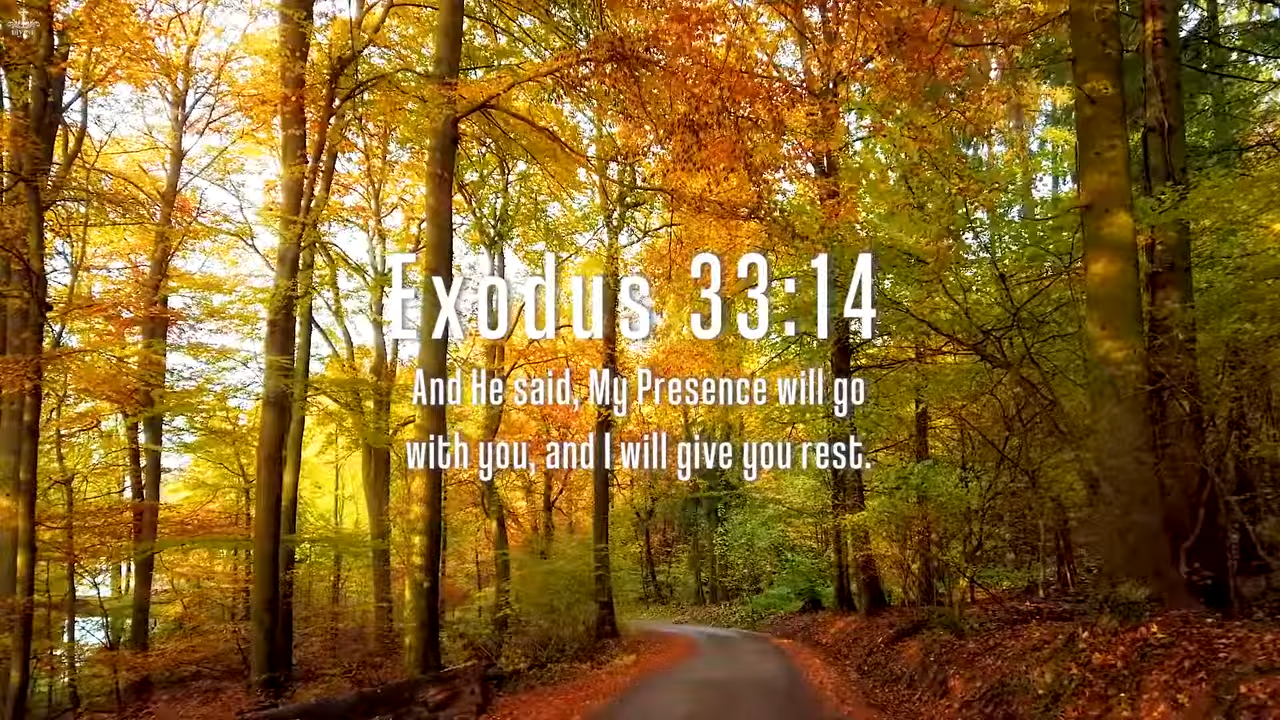 Exodus 33:14
And He said, My Presence will go
with you, and I will give you rest.